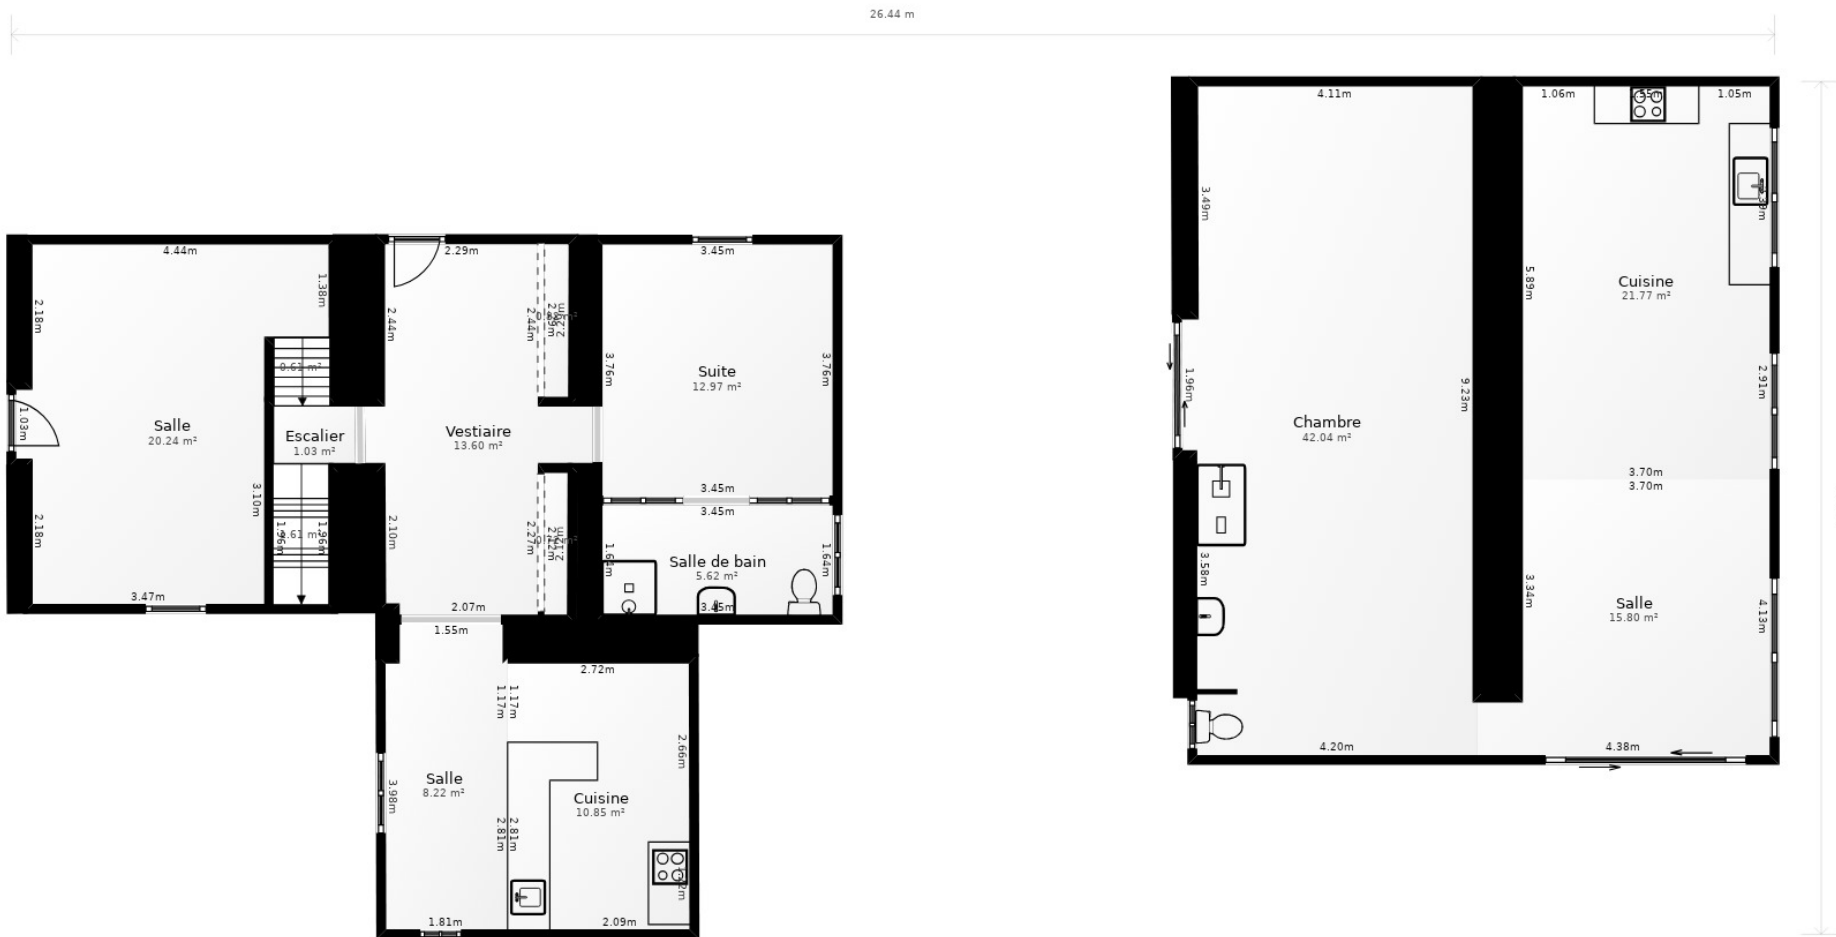 26.44 m
4.11m
1.06m
1.05m
3.49m
4.44m
2.29m
3.45m
1.38m
2.18m
2.44m
2.44m
Cuisine
21.77 m²
5.89m
0.61 m²
3.76m
3.76m
Suite
12.97 m²
1.96m
2.91m
9.23m
1.03m
Salle
20.24 m²
Escalier
1.03 m²
Vestiaire
13.60 m²
Chambre
42.04 m²
3.70m
3.70m
3.45m
3.45m
3.10m
2.18m
1.96m
1.96m
2.10m
2.27m
Salle de bain
5.62 m²
1.64m
3.45m
3.58m
3.34m
Salle
15.80 m²
4.13m
3.47m
2.07m
1.55m
2.72m
1.17m
1.17m
2.66m
4.20m
4.38m
Salle
8.22 m²
3.98m
Cuisine
10.85 m²
2.81m
2.81m
1.81m
2.09m